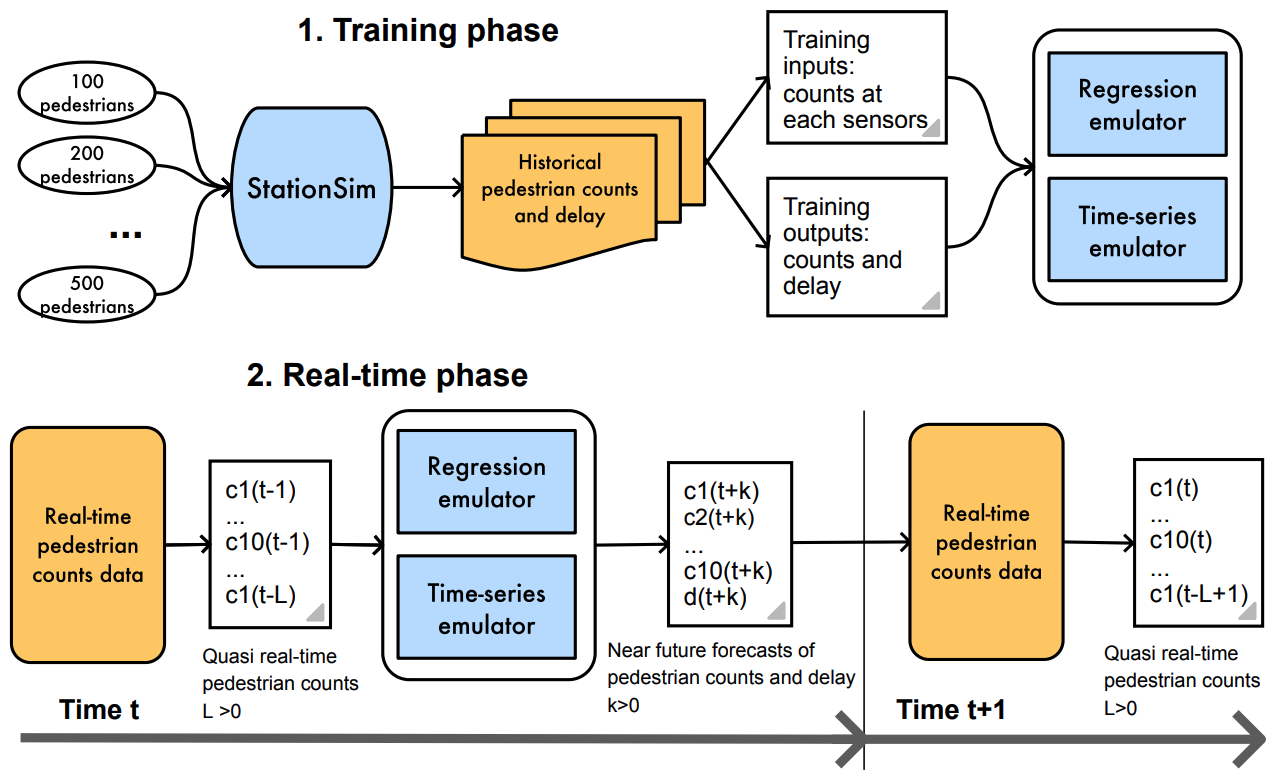 1. Training phase
100
pedestrians
200
pedestrians
...
500
pedestrians
StationSim
Historical
pedestrian counts
and delay
Training
inputs:
counts at
each sensors
Training
outputs:
counts and
delay
Regression
emulator
Time-series
emulator
2. Real-time phase
Real-time
pedestrian
counts data
c1(t-1)
...
c10(t-1)
...
c1(t-L)
Quasi real-time
pedestrian counts
L >0
Regression
emulator
Time-series
emulator
c1(t+k)
c2(t+k)
...
c10(t+k)
d(t+k)
Near future forecasts of
pedestrian counts and delay
k>0
Real-time
pedestrian
counts data
c1(t)
...
c10(t)
...
c1(t-L+1)
Quasi real-time
pedestrian counts
L>0
Time t
Time t+1